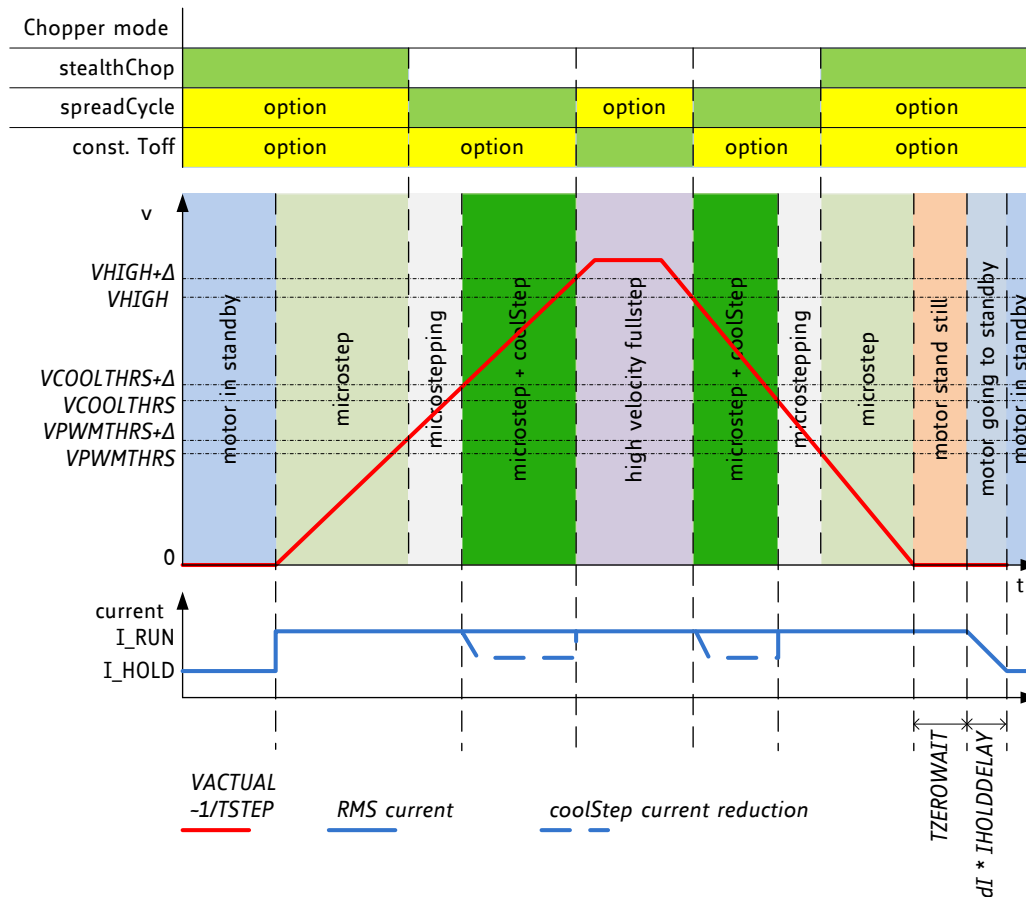 Chopper mode
stealthChop
spreadCycle option option option
const. Toff option option option option
v
VHIGH+Δ
VHIGH
VCOOLTHRS+Δ
VCOOLTHRS
VPWMTHRS+Δ
VPWMTHRS
0
t
motor in standby
microstep
microstepping
microstep + coolStep
high velocity fullstep
microstep + coolStep
microstepping
microstep
motor stand still
motor going to standby
motor in standby
current
I_RUN
I_HOLD
TZEROWAIT
dI * IHOLDDELAY
VACTUAL
~1/TSTEP
RMS current
coolStep current reduction